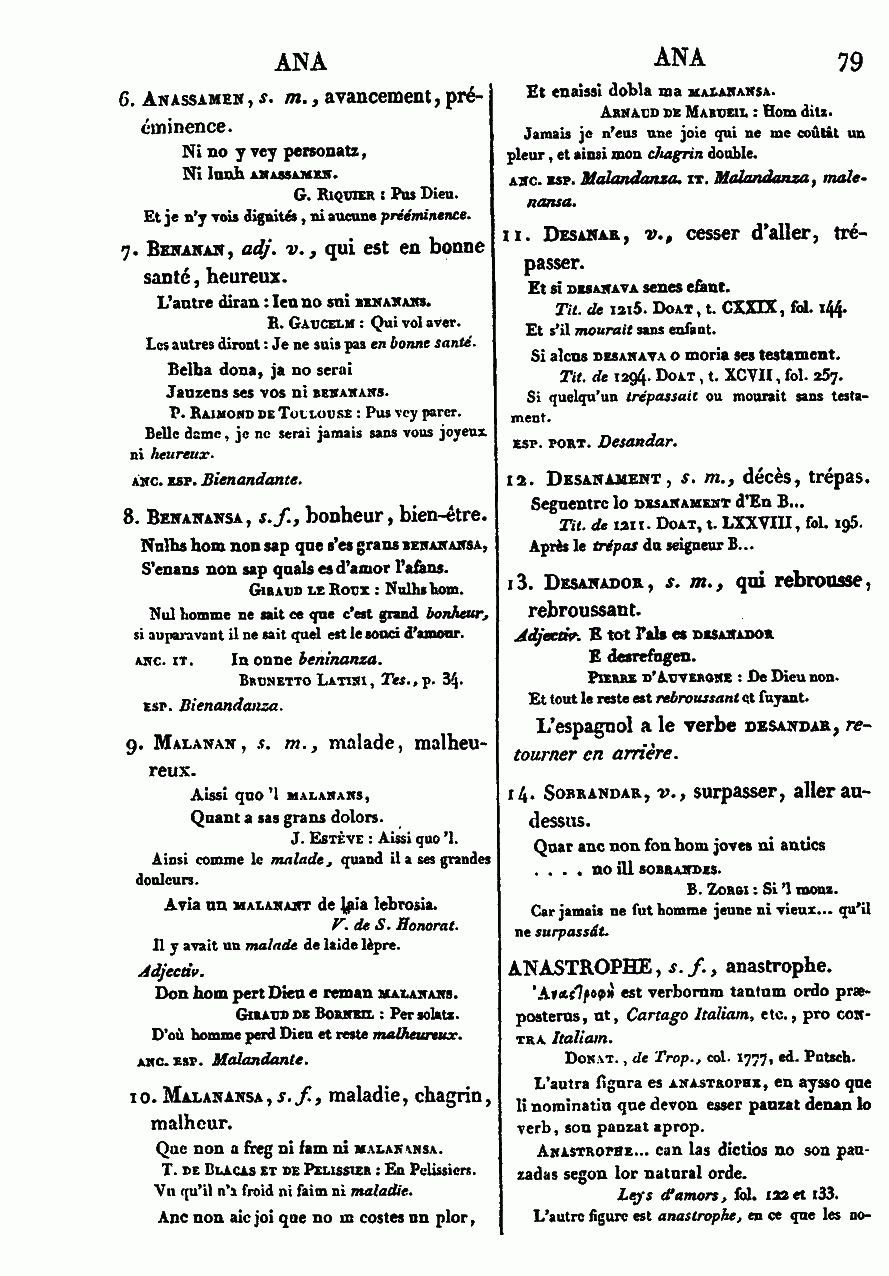 ANA
ANA
79
6. Anassamen, s. m., avancement, pré-
éminence.
Ni no y vey personatz,
Ni lunh anassamen.
G. Riquier : Pus Dieu.
Et je n'y vois dignités, ni aucune prééminence.
7. Benanan, adj. v., qui est en bonne
santé, heureux.
L'autre diran : Ieu no sui benanans.
R. Gaucelm : Qui vol aver.
Les autres diront : Je ne suis pas en bonne santé.
Belha dona, ja no serai
Jauzens ses vos ni benanans.
P. Raimond de Toulouse : Pus vey parer.
Belle dame, je ne serai jamais sans vous joyeux
ni heureux.
anc. esp. Bienandante.
8. Benanansa, s. f., bonheur, bien-être.
Nulhs hom non sap que s'es grans benanansa,
S'enans non sap quals es d'amor l'afans.
Giraud le Roux : Nulhs hom.
Nul homme ne sait ce que c'est grand bonheur,
si auparavant il ne sait quel est le souci d'amour.
anc. it. In onne beninanza.
Brunetto Latini, Tes., p. 34.
esp. Bienandanza.
9. Malanan, s. m., malade, malheu-
reux.
Aissi quo 'l malanans,
Quant a sas grans dolors.
J. Estève : Aissi quo 'l.
Ainsi comme le malade, quand il a ses grandes
douleurs.
Avia un malanant de laia lebrosia.
V. de S. Honorat.
Il y avait un malade de laide lèpre.
Adjectiv.
Don hom pert Dieu e reman malanans.
Giraud de Borneil : Per solatz.
D'où homme perd Dieu et reste malheureux.
anc. esp. Malandante.
10. Malanansa, s. f., maladie, chagrin,
malheur.
Que non a freg ni fam ni malanansa.
T. de Blacas et de Pelissier : En Pelissiers.
Vu qu'il n'a froid ni faim ni maladie.
Anc non aic joi que no m costes un plor,
Et enaissi dobla ma malanansa.
Arnaud de Marueil : Hom ditz.
Jamais je n'eus une joie qui ne me coûtât un
pleur, et ainsi mon chagrin double.
anc. esp. Malandanza. it. Malandanza, male-
nansa.
11. Desanar, v., cesser d'aller, tré-
passer.
Et si desanava senes efant.
Tit. de 1215. Doat, t. CXXIX, fol. 144.
Et s'il mourait sans enfant.
Si alcus desanava o moria ses testament.
Tit. de 1294. Doat, t. XCVII, fol. 257.
Si quelqu'un trépassait ou mourait sans testa-
ment.
esp. port. Desandar.
12. Desanament, s. m., décès, trépas.
Seguentre lo desanament d'En B...
Tit. de 1211. Doat, t. LXXVIII, fol. 195.
Après le trépas du seigneur B...
13. Desanador, s. m., qui rebrousse,
rebroussant.
Adjectiv. E tot l'als es desanador
E desrefugen.
Pierre d'Auvergne : De Dieu non.
Et tout le reste est rebroussant et fuyant.
L'espagnol a le verbe desandar, re-
tourner en arrière.
14. Sobrandar, v., surpasser, aller au-
dessus.
Quar anc non fon hom joves ni antics
. . . . no ill sobrandes.
B. Zorgi : Si 'l monz.
Car jamais ne fut homme jeune ni vieux... qu'il
ne surpassât.
ANASTROPHE, s. f., anastrophe.
Ἀναστροφὴ est verborum tantum ordo præ-
posterus, ut, Cartago Italiam, etc., pro con-
tra Italiam.
Donat., de Trop., col. 1777, ed. Putsch.
L'autra figura es anastrophe, en aysso que
li nominatiu que devon esser pauzat denan lo
verb, son pauzat aprop.
Anastrophe... can las dictios no son pau-
zadas segon lor natural orde.
Leys d'amors, fol. 122 et 133.
L'autre figure est anastrophe, en ce que les no-